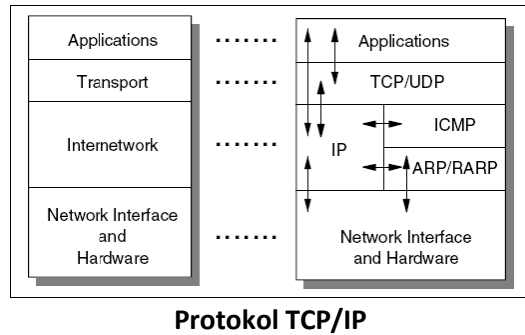 Applications
Transport
Internetwork
Network Interface
and
Hardware
.......
.......
.......
.......
Applications
TCP/UDP
IP
ICMP
ARP/RARP
Network Interface
and Hardware
Protokol TCP/IP